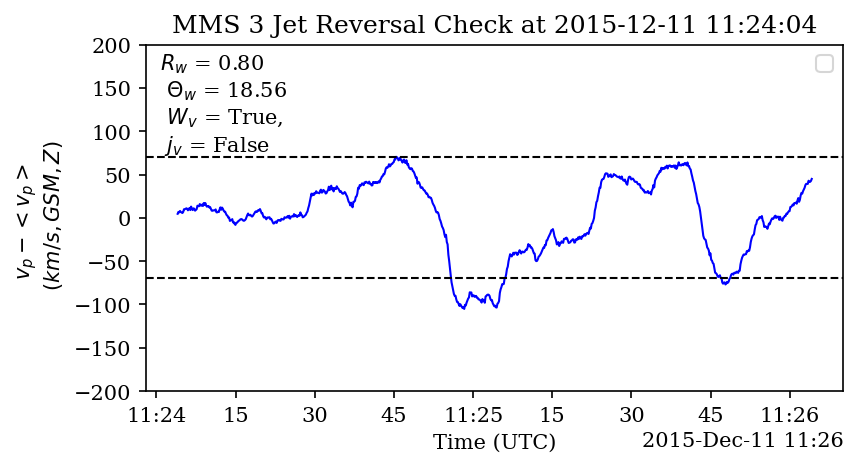 MMS 3 Jet Reversal Check at 2015-12-11 11:24:04
200
150
100
50
0
−50
−100
−150
−200
v_p − < v_p >
(km/s, GSM, Z)
R_w = 0.80
Θ_w = 18.56
W_v = True,
j_v = False
11:24 15 30 45 11:25 15 30 45 11:26
Time (UTC)
2015-Dec-11 11:26